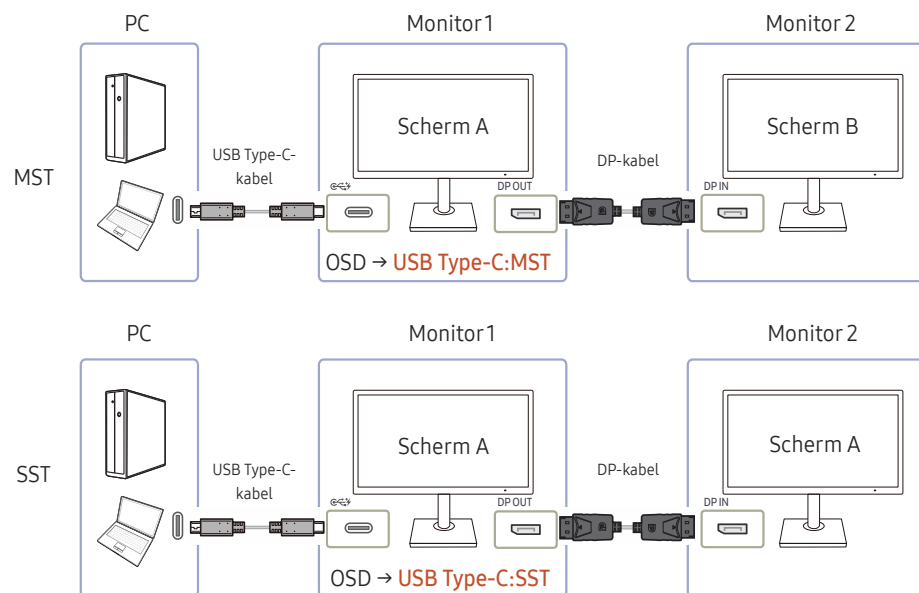 PC
Monitor 1
Monitor 2
Scherm A
Scherm B
MST
USB Type-C-
kabel
DP-kabel
DP OUT
DP IN
OSD → USB Type-C:MST
PC
Monitor 1
Monitor 2
Scherm A
Scherm A
SST
USB Type-C-
kabel
DP-kabel
DP OUT
DP IN
OSD → USB Type-C:SST